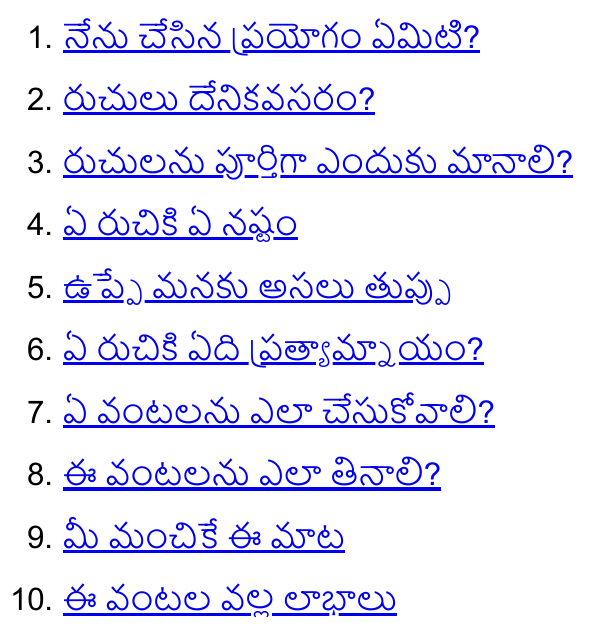 1. నేను చేసిన ప్రయోగం ఏమిటి?
2. రుచులు దేనికవసరం?
3. రుచులను పూర్తిగా ఎందుకు మానాలి?
4. ఏ రుచికి ఏ నష్టం
5. ఉప్పే మనకు అసలు తుప్పు
6. ఏ రుచికి ఏది ప్రత్యామ్నాయం?
7. ఏ వంటలను ఎలా చేసుకోవాలి?
8. ఈ వంటలను ఎలా తినాలి?
9. మీ మంచికే ఈ మాట
10. ఈ వంటల వల్ల లాభాలు